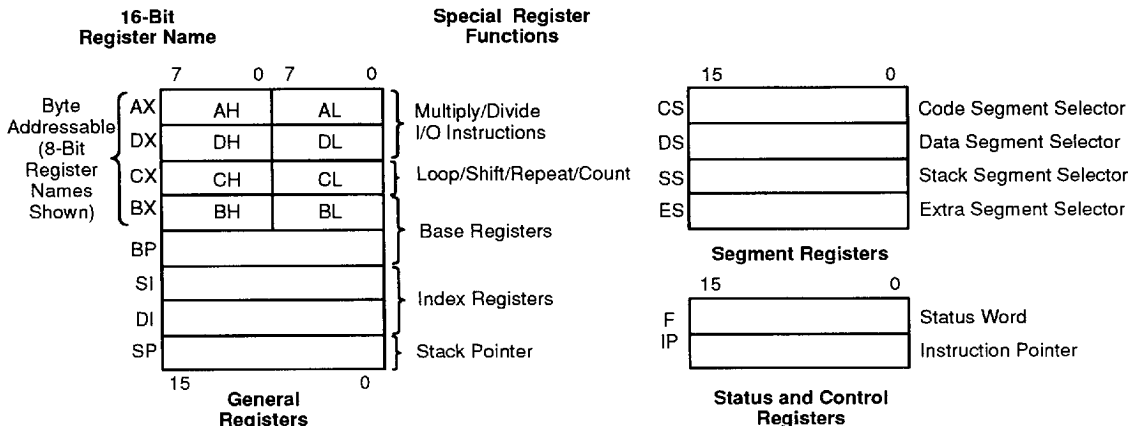 16-Bit
Register Name
Special Register
Functions
7 0 7 0
Byte
Addressable
(8-Bit
Register
Names
Shown)
AX AH AL
DX DH DL
CX CH CL
BX BH BL
BP
SI
DI
SP
15 0
Multiply/Divide
I/O Instructions
Loop/Shift/Repeat/Count
Base Registers
Index Registers
Stack Pointer
General
Registers
15 0
CS Code Segment Selector
DS Data Segment Selector
SS Stack Segment Selector
ES Extra Segment Selector
Segment Registers
15 0
F Status Word
IP Instruction Pointer
Status and Control
Registers